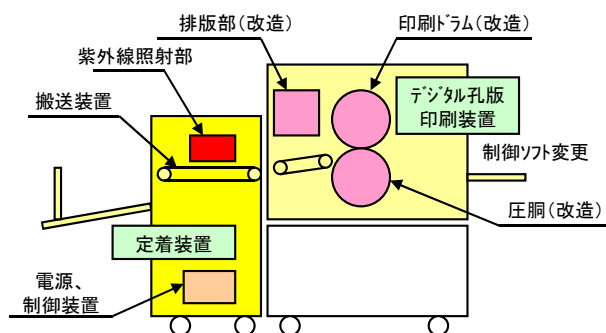 排版部(改造)
印刷ﾄﾞﾗﾑ(改造)
紫外線照射部
搬送装置
ﾃﾞｼﾞﾀﾙ孔版
印刷装置
制御ｿﾌﾄ変更
圧胴(改造)
定着装置
電源、
制御装置